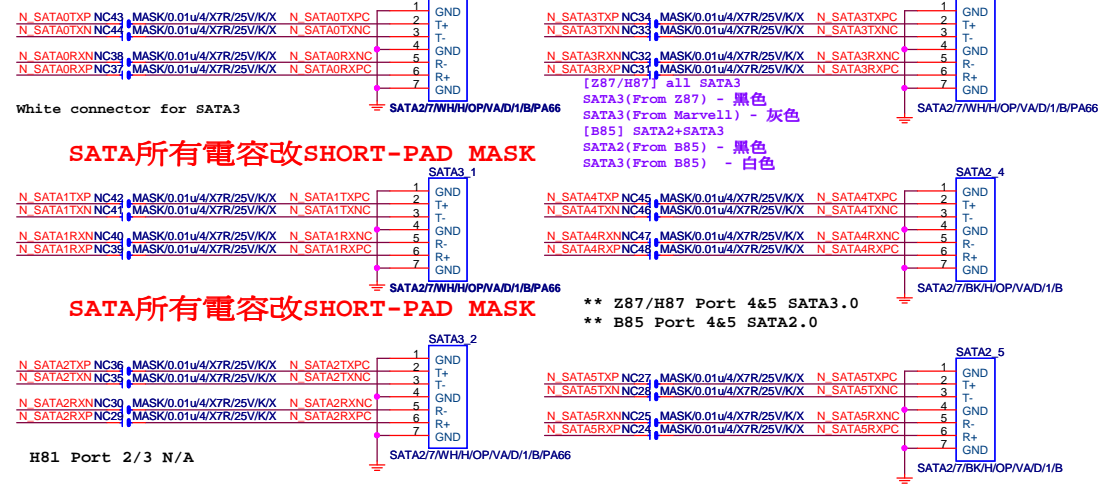 N_SATA0TXP NC43 MASK/0.01u/4/X7R/25V/K/X N_SATA0TXPC
N_SATA0TXN NC44 MASK/0.01u/4/X7R/25V/K/X N_SATA0TXNC
N_SATA0RXN NC38 MASK/0.01u/4/X7R/25V/K/X N_SATA0RXNC
N_SATA0RXP NC37 MASK/0.01u/4/X7R/25V/K/X N_SATA0RXPC
1 GND
2 T+
3 T-
4 GND
5 R-
6 R+
7 GND
White connector for SATA3
SATA2/7/WH/H/OP/VA/D/1/B/PA66
N_SATA3TXP NC34 MASK/0.01u/4/X7R/25V/K/X N_SATA3TXPC
N_SATA3TXN NC33 MASK/0.01u/4/X7R/25V/K/X N_SATA3TXNC
N_SATA3RXN NC32 MASK/0.01u/4/X7R/25V/K/X N_SATA3RXNC
N_SATA3RXP NC31 MASK/0.01u/4/X7R/25V/K/X N_SATA3RXPC
1 GND
2 T+
3 T-
4 GND
5 R-
6 R+
7 GND
SATA2/7/WH/H/OP/VA/D/1/B/PA66
[Z87/H87] all SATA3
SATA3(From Z87) - 黑色
SATA3(From Marvell) - 灰色
[B85] SATA2+SATA3
SATA2(From B85) - 黑色
SATA3(From B85) - 白色
SATA所有電容改SHORT-PAD MASK
SATA3_1
N_SATA1TXP NC42 MASK/0.01u/4/X7R/25V/K/X N_SATA1TXPC
N_SATA1TXN NC41 MASK/0.01u/4/X7R/25V/K/X N_SATA1TXNC
N_SATA1RXN NC40 MASK/0.01u/4/X7R/25V/K/X N_SATA1RXNC
N_SATA1RXP NC39 MASK/0.01u/4/X7R/25V/K/X N_SATA1RXPC
1 GND
2 T+
3 T-
4 GND
5 R-
6 R+
7 GND
SATA2/7/WH/H/OP/VA/D/1/B/PA66
SATA2_4
N_SATA4TXP NC45 MASK/0.01u/4/X7R/25V/K/X N_SATA4TXPC
N_SATA4TXN NC46 MASK/0.01u/4/X7R/25V/K/X N_SATA4TXNC
N_SATA4RXN NC47 MASK/0.01u/4/X7R/25V/K/X N_SATA4RXNC
N_SATA4RXP NC48 MASK/0.01u/4/X7R/25V/K/X N_SATA4RXPC
1 GND
2 T+
3 T-
4 GND
5 R-
6 R+
7 GND
SATA2/7/BK/H/OP/VA/D/1/B
SATA所有電容改SHORT-PAD MASK
** Z87/H87 Port 4&5 SATA3.0
** B85 Port 4&5 SATA2.0
SATA3_2
N_SATA2TXP NC36 MASK/0.01u/4/X7R/25V/K/X N_SATA2TXPC
N_SATA2TXN NC35 MASK/0.01u/4/X7R/25V/K/X N_SATA2TXNC
N_SATA2RXN NC30 MASK/0.01u/4/X7R/25V/K/X N_SATA2RXNC
N_SATA2RXP NC29 MASK/0.01u/4/X7R/25V/K/X N_SATA2RXPC
1 GND
2 T+
3 T-
4 GND
5 R-
6 R+
7 GND
H81 Port 2/3 N/A
SATA2/7/WH/H/OP/VA/D/1/B/PA66
SATA2_5
N_SATA5TXP NC27 MASK/0.01u/4/X7R/25V/K/X N_SATA5TXPC
N_SATA5TXN NC28 MASK/0.01u/4/X7R/25V/K/X N_SATA5TXNC
N_SATA5RXN NC25 MASK/0.01u/4/X7R/25V/K/X N_SATA5RXNC
N_SATA5RXP NC24 MASK/0.01u/4/X7R/25V/K/X N_SATA5RXPC
1 GND
2 T+
3 T-
4 GND
5 R-
6 R+
7 GND
SATA2/7/BK/H/OP/VA/D/1/B